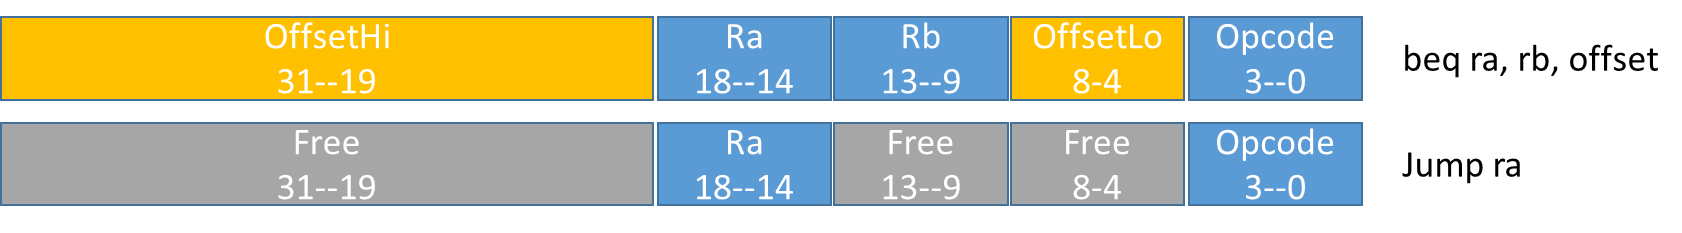 OffsetHi Ra Rb OffsetLo Opcode
31--19 18--14 13--9 8-4 3--0
beq ra, rb, offset
Free Ra Free Free Opcode
31--19 18--14 13--9 8-4 3--0
Jump ra